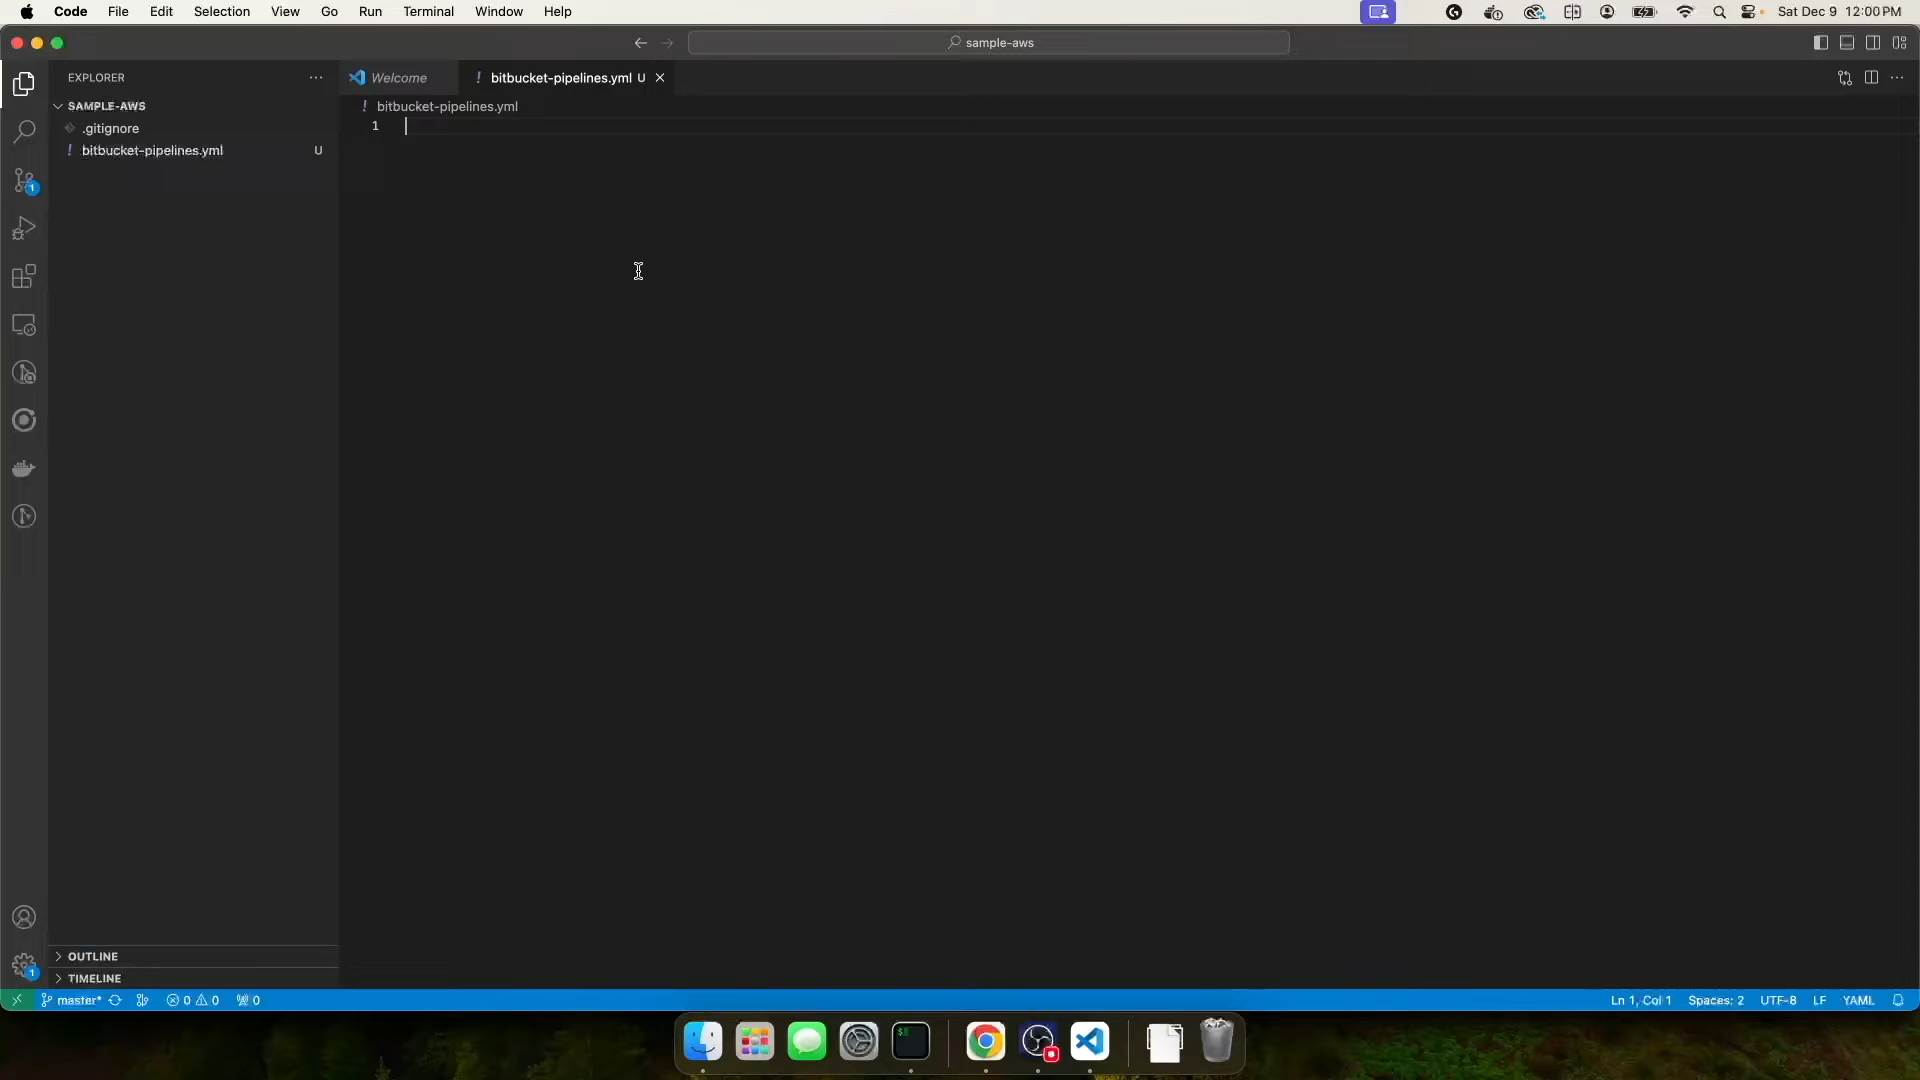 Code File Edit Selection View Go Run Terminal Window Help Sat Dec 9 12:00 PM
sample-aws
EXPLORER
Welcome
bitbucket-pipelines.yml U
SAMPLE-AWS
bitbucket-pipelines.yml
.gitignore
1
bitbucket-pipelines.yml U
1
OUTLINE
1
TIMELINE
master* 0 0 0 Ln 1, Col 1 Spaces: 2 UTF-8 LF YAML
$